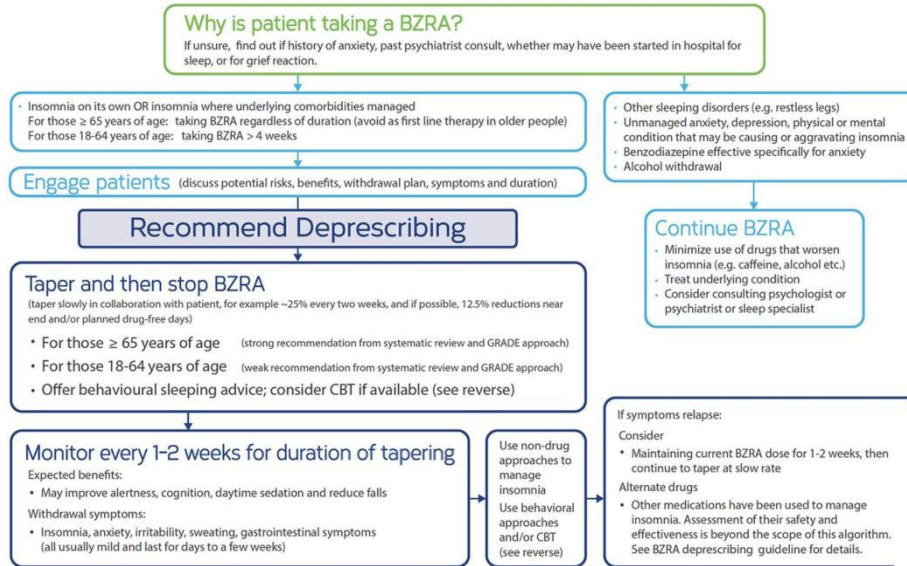 Why is patient taking a BZRA?
If unsure, find out if history of anxiety, past psychiatrist consult, whether may have been started in hospital for
sleep, or for grief reaction.
• Insomnia on its own OR insomnia where underlying comorbidities managed
For those ≥ 65 years of age: taking BZRA regardless of duration (avoid as first line therapy in older people)
For those 18-64 years of age: taking BZRA > 4 weeks
• Other sleeping disorders (e.g. restless legs)
• Unmanaged anxiety, depression, physical or mental
condition that may be causing or aggravating insomnia
• Benzodiazepine effective specifically for anxiety
• Alcohol withdrawal
Engage patients (discuss potential risks, benefits, withdrawal plan, symptoms and duration)
Recommend Deprescribing
Continue BZRA
• Minimize use of drugs that worsen
insomnia (e.g. caffeine, alcohol etc.)
• Treat underlying condition
• Consider consulting psychologist or
psychiatrist or sleep specialist
Taper and then stop BZRA
(taper slowly in collaboration with patient, for example ~25% every two weeks, and if possible, 12.5% reductions near
end and/or planned drug-free days)
• For those ≥ 65 years of age (strong recommendation from systematic review and GRADE approach)
• For those 18-64 years of age (weak recommendation from systematic review and GRADE approach)
• Offer behavioural sleeping advice; consider CBT if available (see reverse)
Monitor every 1-2 weeks for duration of tapering
Expected benefits:
• May improve alertness, cognition, daytime sedation and reduce falls
Withdrawal symptoms:
• Insomnia, anxiety, irritability, sweating, gastrointestinal symptoms
(all usually mild and last for days to a few weeks)
Use non-drug
approaches to
manage
insomnia
Use behavioral
approaches
and/or CBT
(see reverse)
If symptoms relapse:
Consider
• Maintaining current BZRA dose for 1-2 weeks, then
continue to taper at slow rate
Alternate drugs
• Other medications have been used to manage
insomnia. Assessment of their safety and
effectiveness is beyond the scope of this algorithm.
See BZRA deprescribing guideline for details.